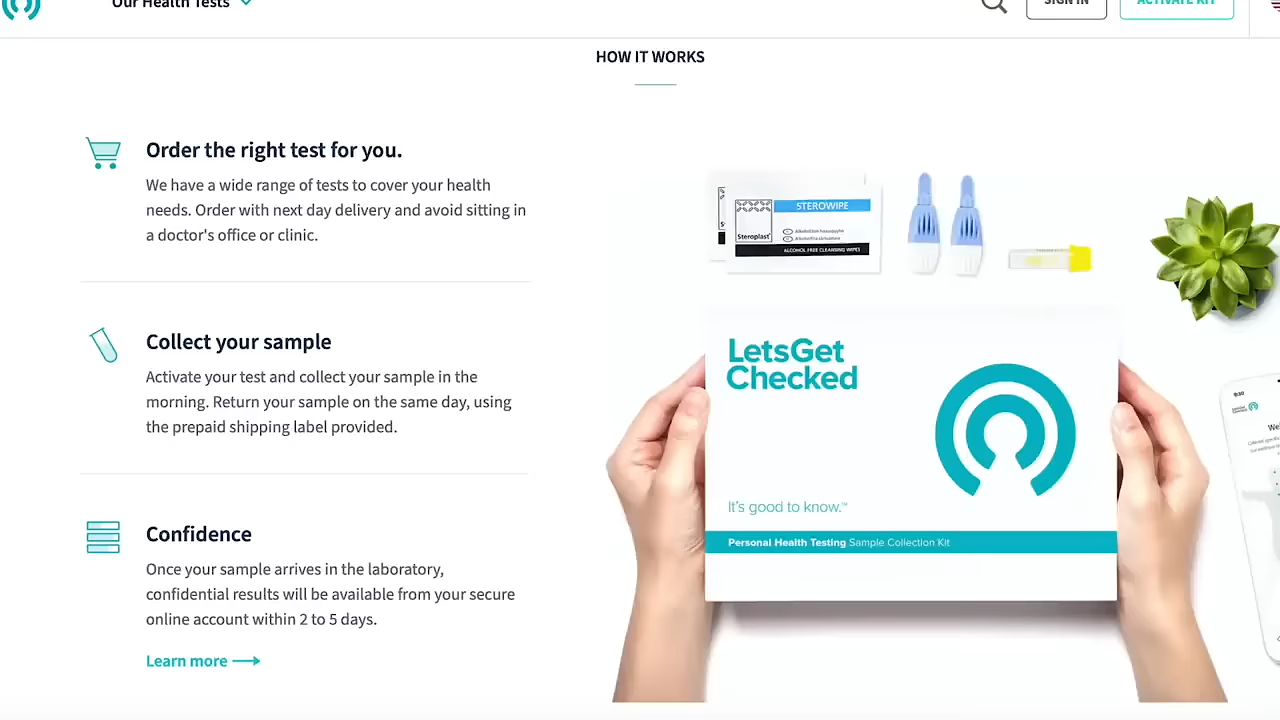 Our Health Tests
SIGN IN
ACTIVATE KIT
HOW IT WORKS
Order the right test for you.
We have a wide range of tests to cover your health
needs. Order with next day delivery and avoid sitting in
a doctor's office or clinic.
Collect your sample
Activate your test and collect your sample in the
morning. Return your sample on the same day, using
the prepaid shipping label provided.
Confidence
Once your sample arrives in the laboratory,
confidential results will be available from your secure
online account within 2 to 5 days.
Learn more
STEROWIPE
Steroplast
ALCOHOL FREE CLEANSING WIPES
LetsGet
Checked
It's good to know.™
Personal Health Testing Sample Collection Kit
9:30